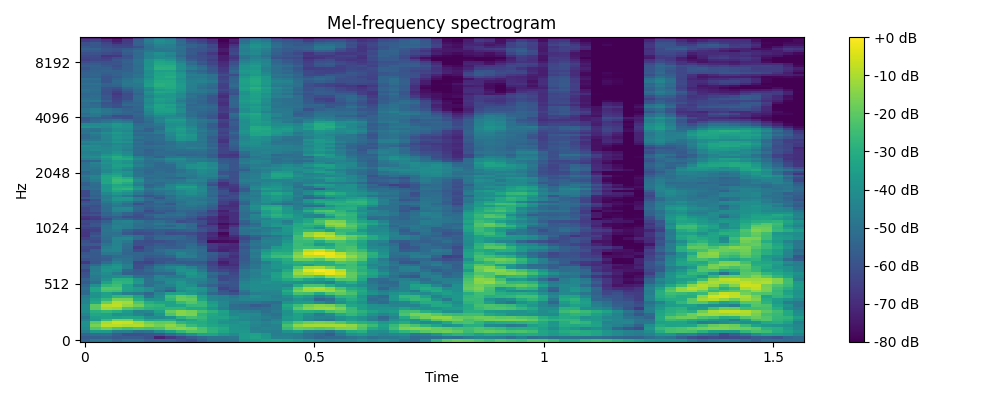 Mel-frequency spectrogram
Hz
8192
4096
2048
1024
512
0
0
0.5
1
1.5
Time
+0 dB
-10 dB
-20 dB
-30 dB
-40 dB
-50 dB
-60 dB
-70 dB
-80 dB